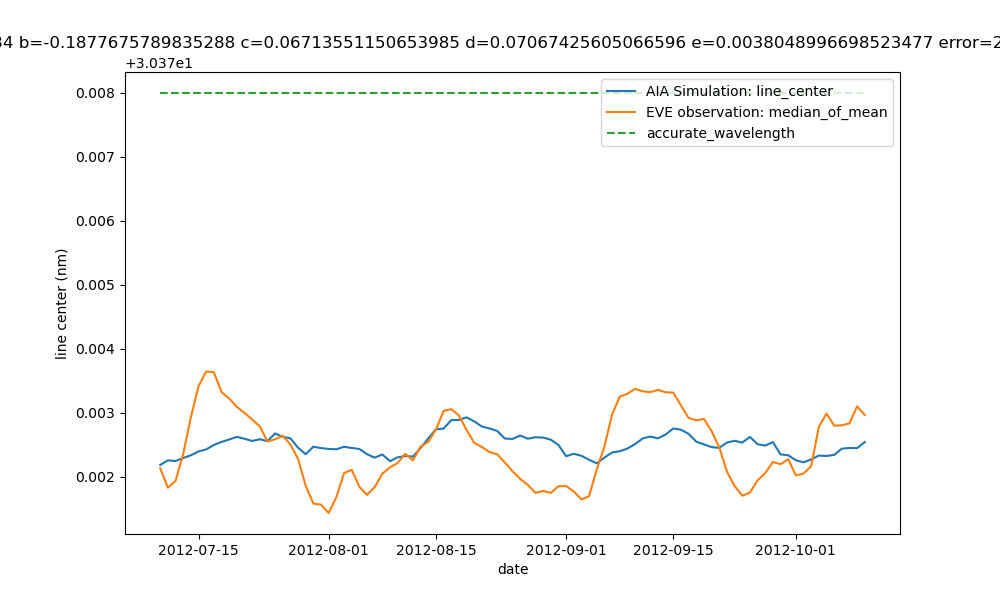 34 b=-0.1877675789835288 c=0.06713551150653985 d=0.07067425605066596 e=0.0038048996698523477 error=2
+3.037e1
0.008
0.007
0.006
0.005
0.004
0.003
0.002
line center (nm)
AIA Simulation: line_center
EVE observation: median_of_mean
accurate_wavelength
2012-07-15 2012-08-01 2012-08-15 2012-09-01 2012-09-15 2012-10-01
date